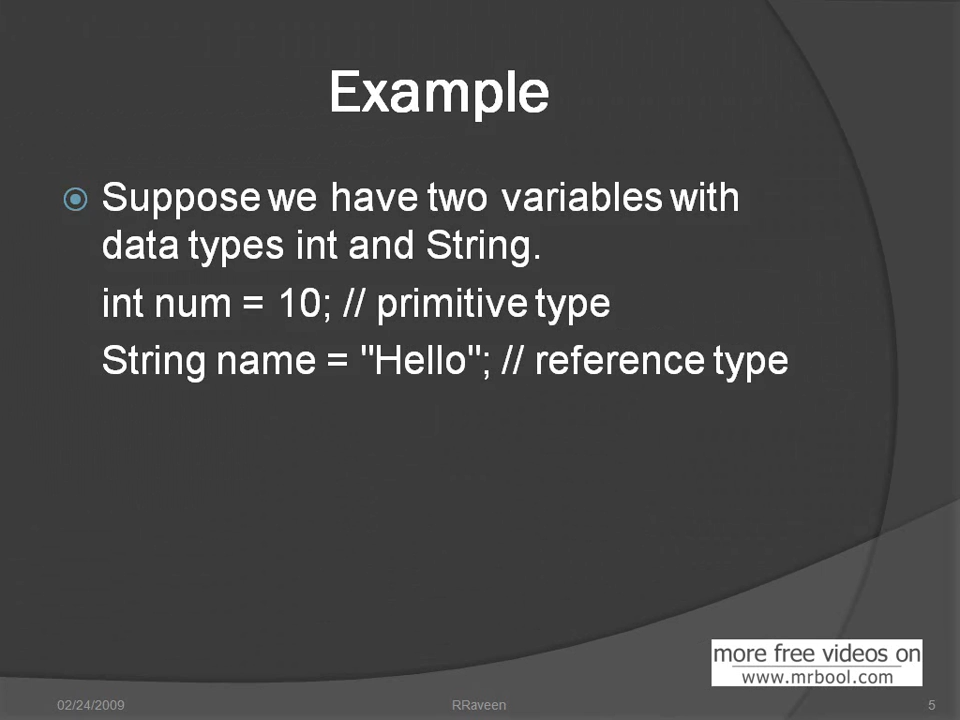 Example
Suppose we have two variables with
data types int and String.
int num = 10; // primitive type
String name = "Hello"; // reference type
more free videos on
www.mrbool.com
02/24/2009 RRaveen 5